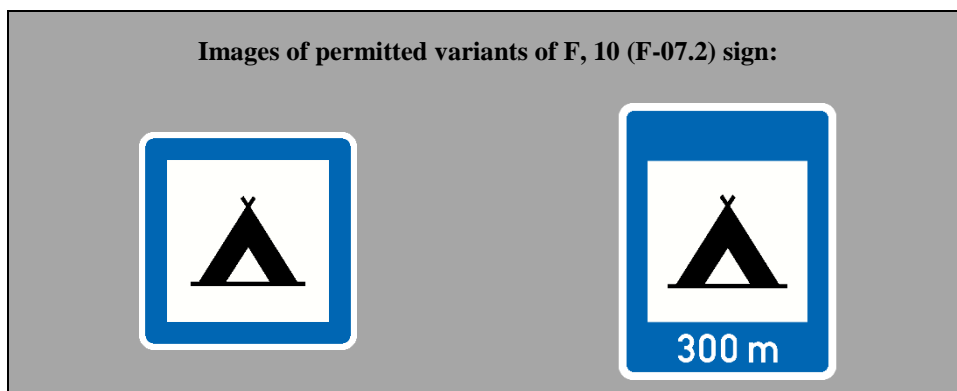 Images of permitted variants of F, 10 (F-07.2) sign:
300 m